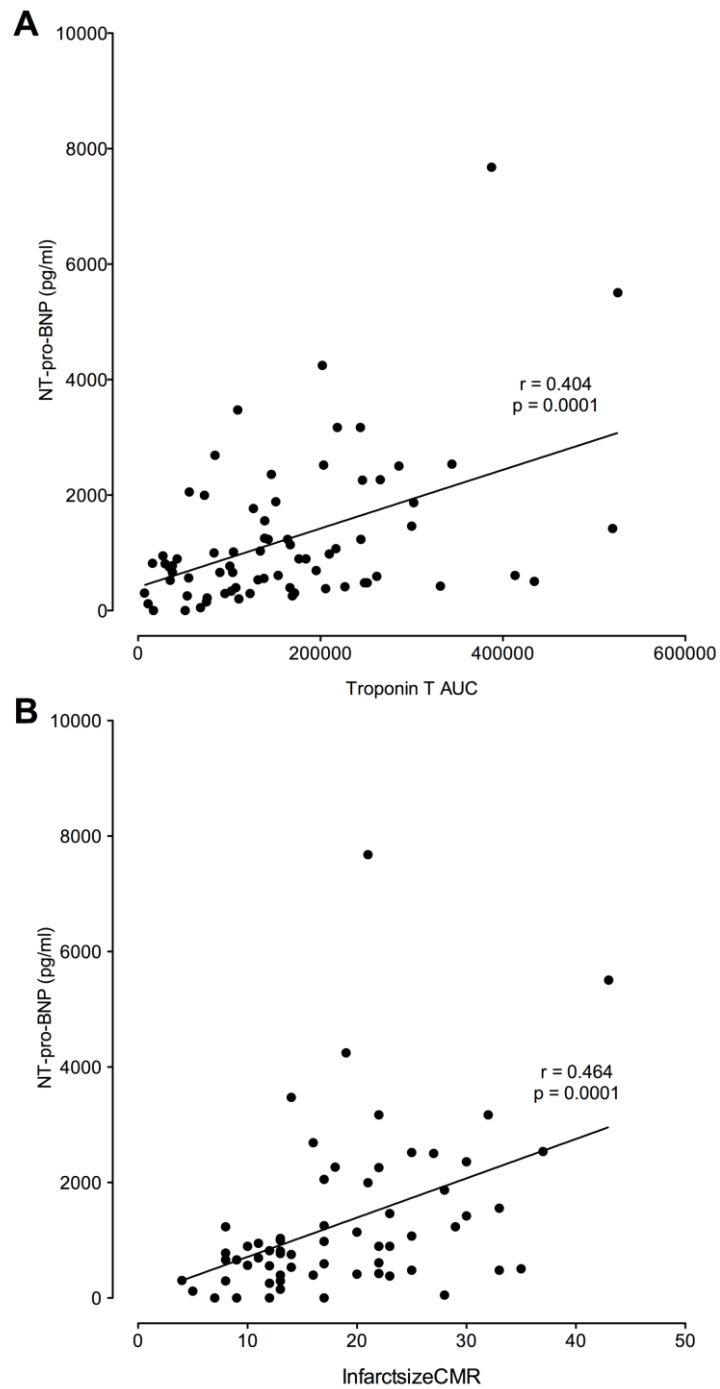 A
10000
8000
6000
4000
2000
0
NT-pro-BNP (pg/ml)
r = 0.404
p = 0.0001
0 200000 400000 600000
Troponin T AUC
B
10000
8000
6000
4000
2000
0
NT-pro-BNP (pg/ml)
r = 0.464
p = 0.0001
0 10 20 30 40 50
InfarctsizeCMR